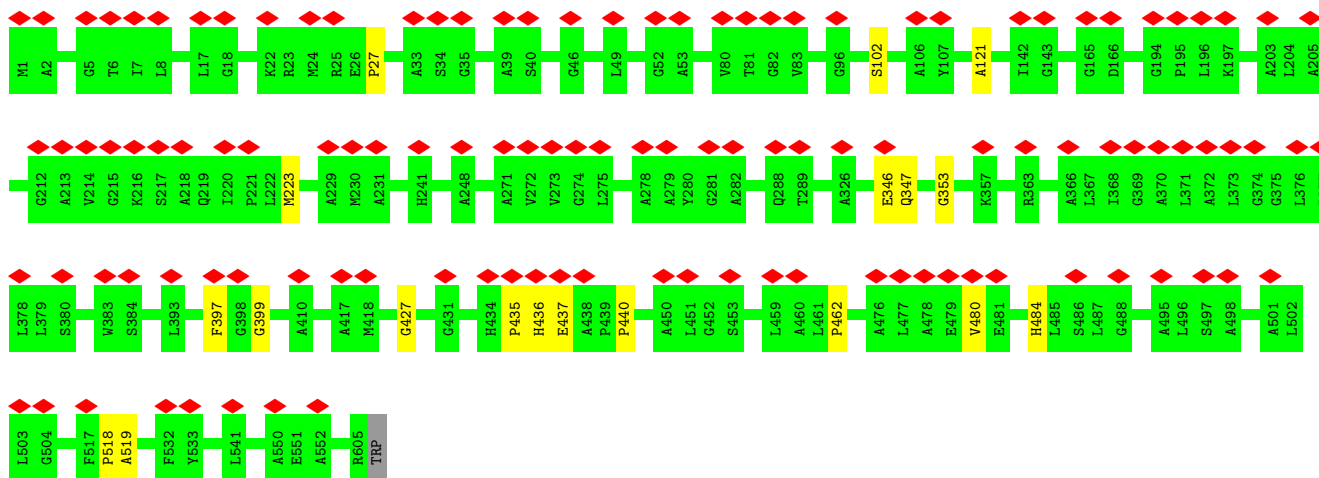 M1 A2 G5 T6 I7 L8 L17 G18 K22 R23 M24 R25 E26 P27 A33 S34 G35 A39 S40 G46 L49 G52 A53 V80 T81 G82 V83 G96 S102 A106 Y107 A121 I142 G143 G165 D166 G194 P195 L196 K197 A203 L204 A205
G212 A213 V214 G215 K216 S217 A218 Q219 I220 P221 L222 M223 A229 M230 A231 H241 A248 A271 V272 V273 G274 L275 A278 A279 Y280 G281 A282 Q288 T289 A326 E346 Q347 G353 K357 R363 A366 L367 I368 G369 A370 L371 A372 L373 G374 G375 L376
L378 L379 S380 W383 S384 L393 F397 G398 G399 A410 A417 M418 G427 G431 H434 P435 H436 E437 A438 P439 P440 A450 L451 G452 S453 L459 A460 L461 P462 A476 L477 A478 E479 V480 E481 H484 L485 S486 L487 G488 A495 L496 S497 A498 A501 L502
L503 G504 F517 P518 A519 F532 Y533 L541 A550 E551 A552 R605 TRP